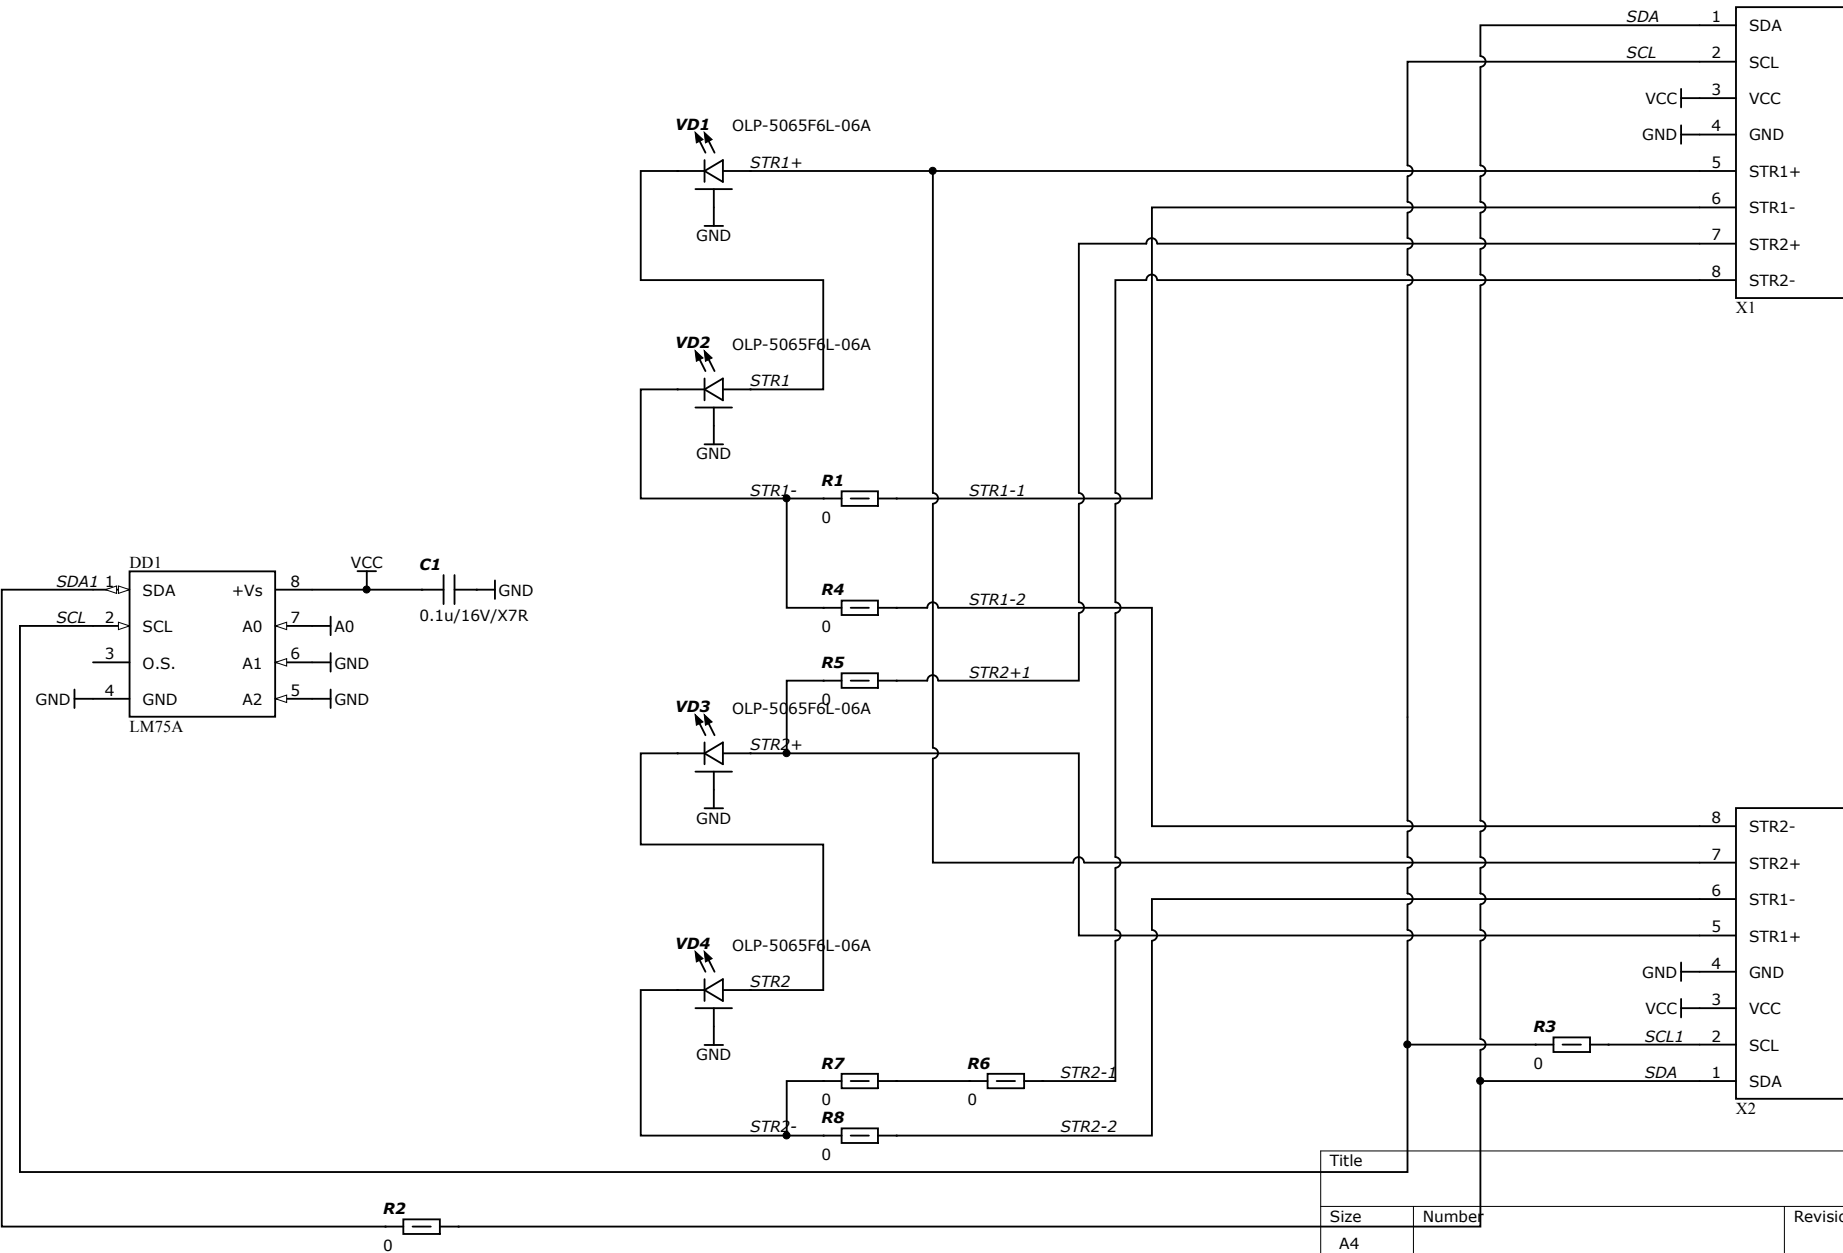 SDA 1 SDA
SCL 2 SCL
VCC 3 VCC
GND 4 GND
5 STR1+
6 STR1-
7 STR2+
8 STR2-
X1
VD1 OLP-5065F6L-06A
STR1+
GND
VD2 OLP-5065F6L-06A
STR1
GND
R1
STR1- STR1-1
0
DD1
SDA1 1 SDA +Vs 8 VCC C1 GND
0.1u/16V/X7R
SCL 2 SCL A0 7 A0
3 O.S. A1 6 GND
GND 4 GND A2 5 GND
LM75A
R4
STR1-2
0
R5
STR2+1
0
VD3 OLP-5065F6L-06A
STR2+
GND
8 STR2-
7 STR2+
6 STR1-
5 STR1+
GND 4 GND
VCC 3 VCC
R3 SCL1 2 SCL
0
SDA 1 SDA
X2
VD4 OLP-5065F6L-06A
STR2
GND
R7 R6 STR2-1
0 0
R8
STR2- STR2-2
0
R2
0
Title
Size Number
A4